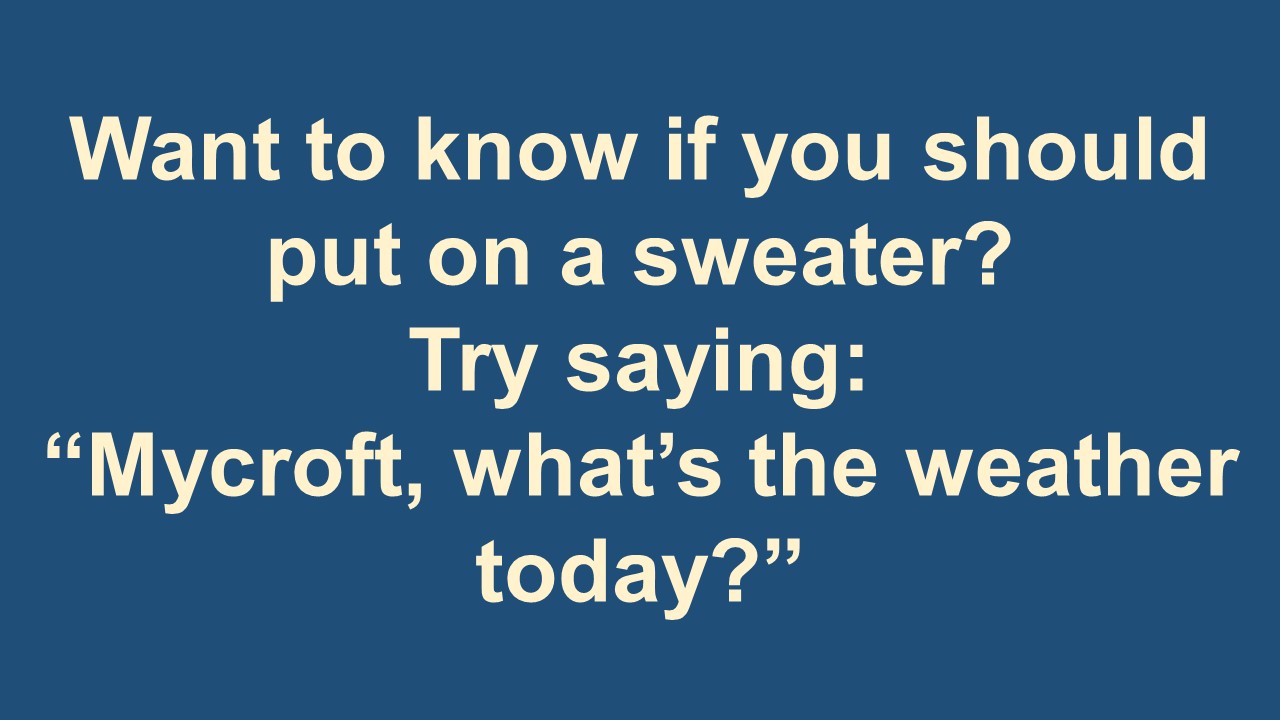 Want to know if you should
put on a sweater?
Try saying:
“Mycroft, what’s the weather
today?”